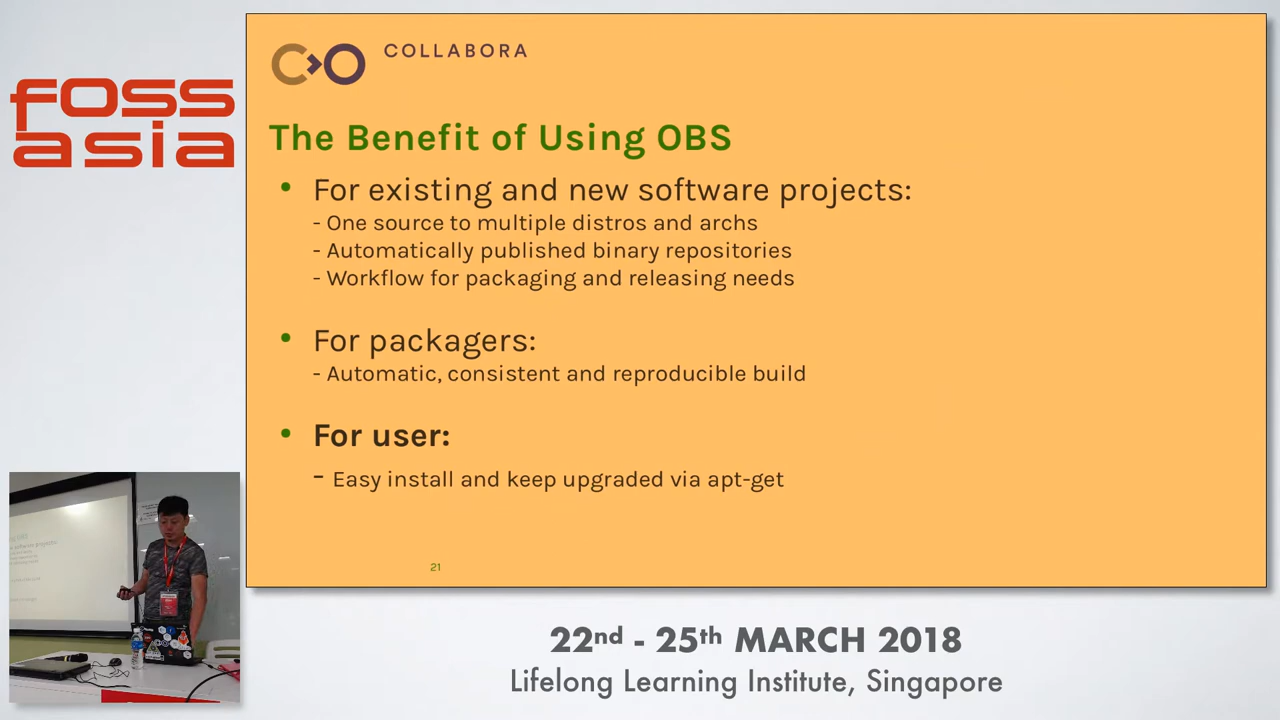 foss
asia
COLLABORA
The Benefit of Using OBS
• For existing and new software projects:
- One source to multiple distros and archs
- Automatically published binary repositories
- Workflow for packaging and releasing needs
• For packagers:
- Automatic, consistent and reproducible build
• For user:
- Easy install and keep upgraded via apt-get
21
22nd - 25th MARCH 2018
Lifelong Learning Institute, Singapore